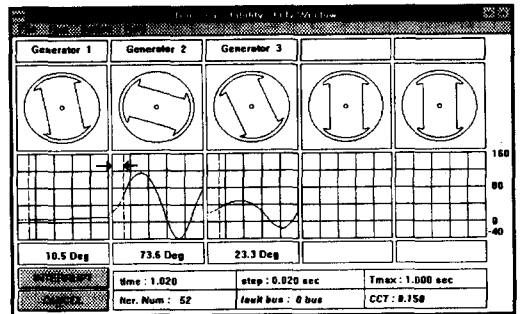 Generator 1
Generator 2
Generator 3
160
80
0
-40
10.5 Deg
73.6 Deg
23.3 Deg
INTERRUPT
time : 1.020
step : 0.020 sec
Tmax : 1.000 sec
CANCEL
Iter. Num : 52
fault bus : 0 bus
CCT : 0.150